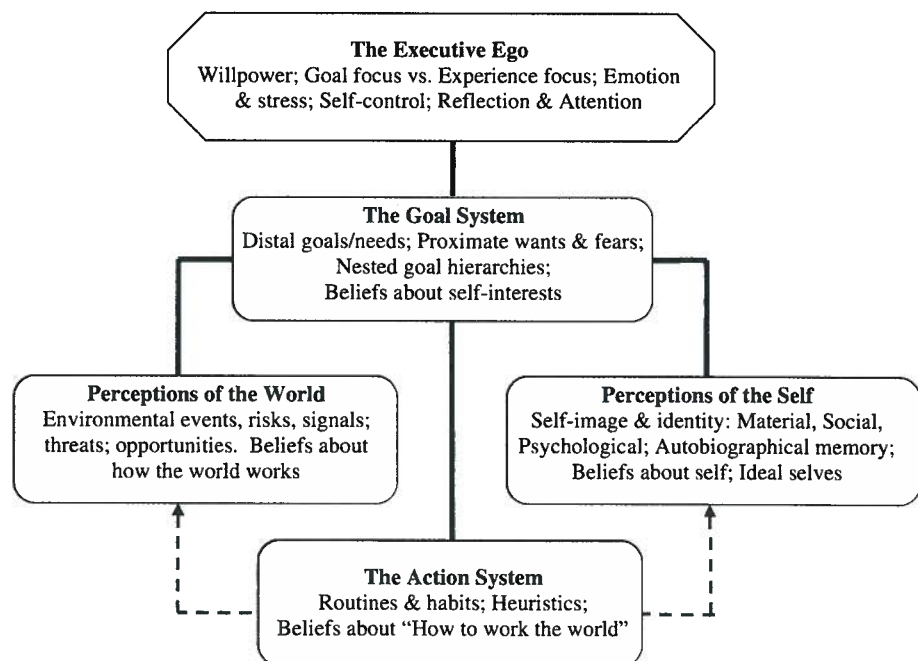 The Executive Ego
Willpower; Goal focus vs. Experience focus; Emotion
& stress; Self-control; Reflection & Attention
The Goal System
Distal goals/needs; Proximate wants & fears;
Nested goal hierarchies;
Beliefs about self-interests
Perceptions of the World
Environmental events, risks, signals;
threats; opportunities.  Beliefs about
how the world works
Perceptions of the Self
Self-image & identity: Material, Social,
Psychological; Autobiographical memory;
Beliefs about self; Ideal selves
The Action System
Routines & habits; Heuristics;
Beliefs about “How to work the world”